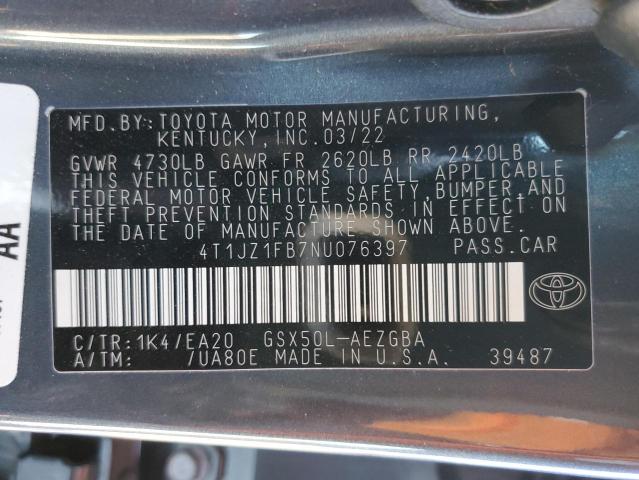 MFD.BY:TOYOTA MOTOR MANUFACTURING,
KENTUCKY,INC.03/22
GVWR 4730LB GAWR FR 2620LB RR 2420LB
THIS VEHICLE CONFORMS TO ALL APPLICABLE
FEDERAL MOTOR VEHICLE SAFETY,BUMPER,AND
THEFT PREVENTION STANDARDS IN EFFECT ON
THE DATE OF MANUFACTURE SHOWN ABOVE.
4T1JZ1FB7NU076397 PASS.CAR
C/TR:1K4/EA20 GSX50L-AEZGBA
A/TM: /UA80E MADE IN U.S.A. 39487
AA